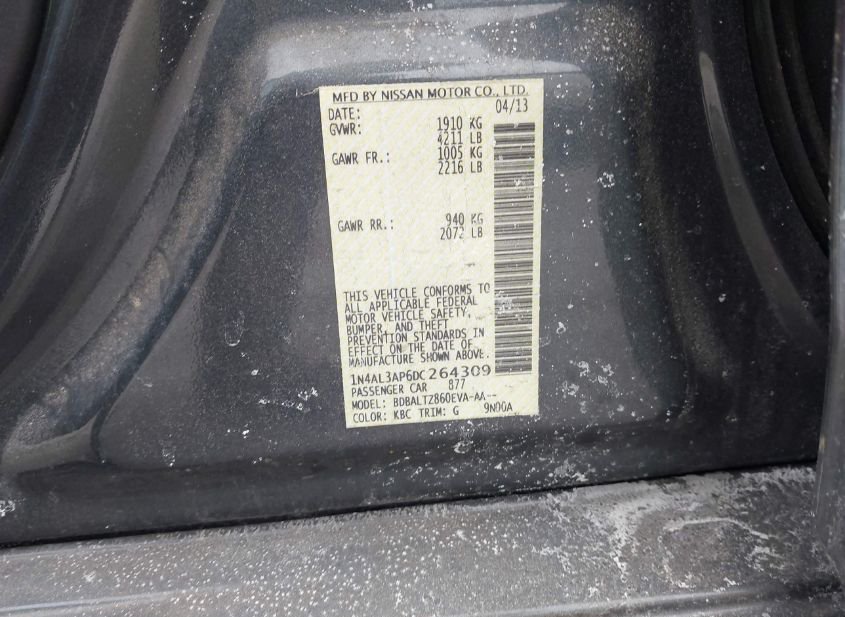 MFD BY NISSAN MOTOR CO., LTD.
DATE: 04/13
GVWR: 1910 KG
4211 LB
GAWR FR.: 1005 KG
2216 LB
GAWR RR.: 940 KG
2072 LB
THIS VEHICLE CONFORMS TO
ALL APPLICABLE FEDERAL
MOTOR VEHICLE SAFETY,
BUMPER, AND THEFT
PREVENTION STANDARDS IN
EFFECT ON THE DATE OF
MANUFACTURE SHOWN ABOVE.
1N4AL3AP6DC264309
PASSENGER CAR 877
MODEL: BDBALTZ860EVA-AA--
COLOR: KBC TRIM: G 9N00A